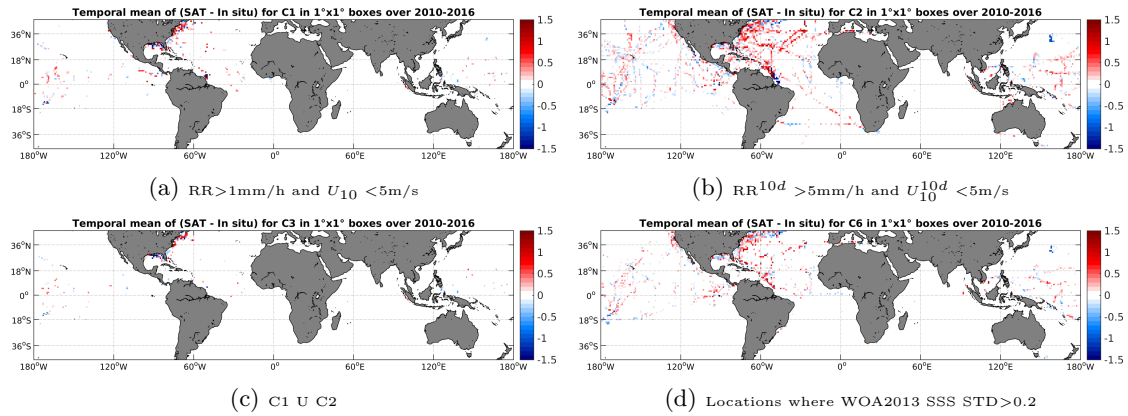 Temporal mean of (SAT - In situ) for C1 in 1°x1° boxes over 2010-2016
36°N
18°N
0°
18°S
36°S
180°W 120°W 60°W 0° 60°E 120°E 180°W
1.5
1
0.5
0
-0.5
-1
-1.5
(a) RR>1mm/h and U10 <5m/s
Temporal mean of (SAT - In situ) for C2 in 1°x1° boxes over 2010-2016
36°N
18°N
0°
18°S
36°S
180°W 120°W 60°W 0° 60°E 120°E 180°W
1.5
1
0.5
0
-0.5
-1
-1.5
(b) RR^10d >5mm/h and U10^10d <5m/s
Temporal mean of (SAT - In situ) for C3 in 1°x1° boxes over 2010-2016
36°N
18°N
0°
18°S
36°S
180°W 120°W 60°W 0° 60°E 120°E 180°W
1.5
1
0.5
0
-0.5
-1
-1.5
(c) C1 U C2
Temporal mean of (SAT - In situ) for C6 in 1°x1° boxes over 2010-2016
36°N
18°N
0°
18°S
36°S
180°W 120°W 60°W 0° 60°E 120°E 180°W
1.5
1
0.5
0
-0.5
-1
-1.5
(d) Locations where WOA2013 SSS STD>0.2